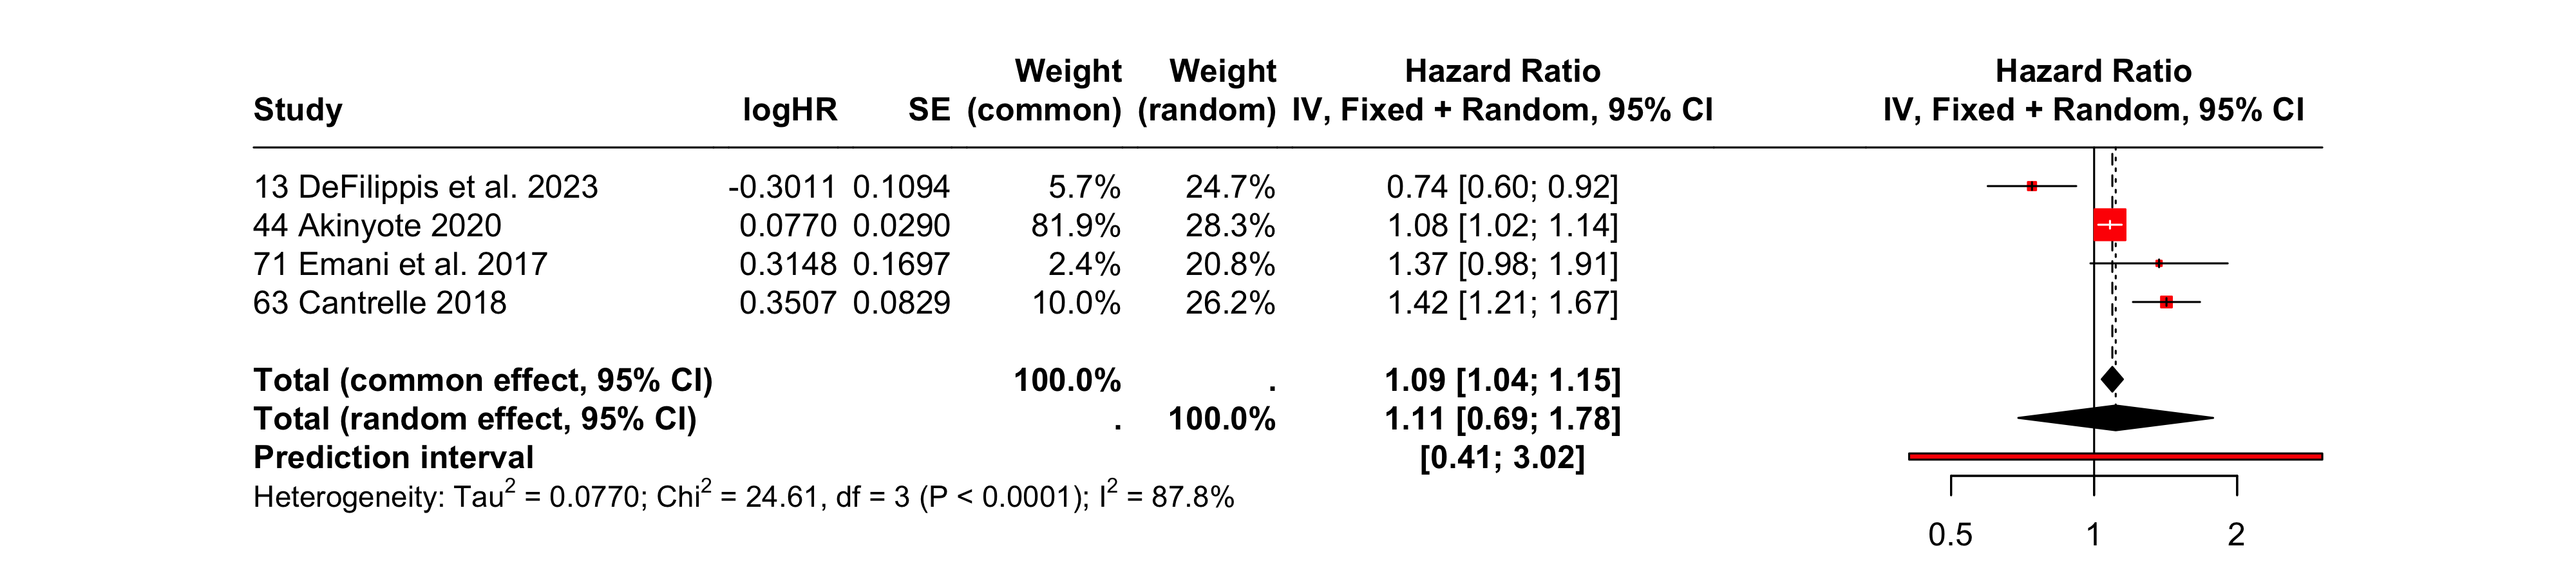 Weight Weight Hazard Ratio Hazard Ratio
Study logHR SE (common) (random) IV, Fixed + Random, 95% CI IV, Fixed + Random, 95% CI
13 DeFilippis et al. 2023 -0.3011 0.1094 5.7% 24.7% 0.74 [0.60; 0.92]
44 Akinyote 2020 0.0770 0.0290 81.9% 28.3% 1.08 [1.02; 1.14]
71 Emani et al. 2017 0.3148 0.1697 2.4% 20.8% 1.37 [0.98; 1.91]
63 Cantrelle 2018 0.3507 0.0829 10.0% 26.2% 1.42 [1.21; 1.67]
Total (common effect, 95% CI) 100.0% . 1.09 [1.04; 1.15]
Total (random effect, 95% CI) . 100.0% 1.11 [0.69; 1.78]
Prediction interval [0.41; 3.02]
Heterogeneity: Tau² = 0.0770; Chi² = 24.61, df = 3 (P < 0.0001); I² = 87.8%
0.5 1 2